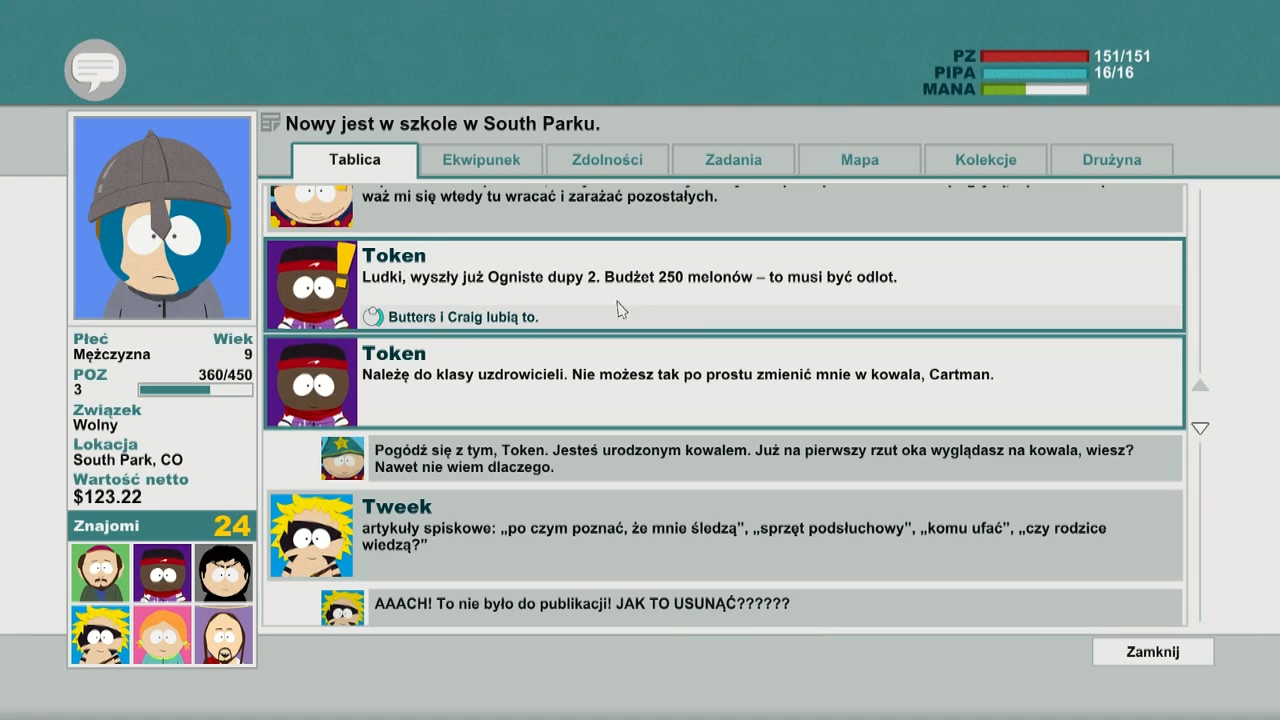 PZ 151/151
PIPA 16/16
MANA
Nowy jest w szkole w South Parku.
Tablica Ekwipunek Zdolności Zadania Mapa Kolekcje Drużyna
waż mi się wtedy tu wracać i zarażać pozostałych.
Token
Ludki, wyszły już Ogniste dupy 2. Budżet 250 melonów – to musi być odlot.
Butters i Craig lubią to.
Token
Należę do klasy uzdrowicieli. Nie możesz tak po prostu zmienić mnie w kowala, Cartman.
Pogódź się z tym, Token. Jesteś urodzonym kowalem. Już na pierwszy rzut oka wyglądasz na kowala, wiesz?
Nawet nie wiem dlaczego.
Tweek
artykuły spiskowe: „po czym poznać, że mnie śledzą”, „sprzęt podsłuchowy”, „komu ufać”, „czy rodzice
wiedzą?”
AAACH! To nie było do publikacji! JAK TO USUNĄĆ??????
Płeć Wiek
Mężczyzna 9
POZ 360/450
3
Związek
Wolny
Lokacja
South Park, CO
Wartość netto
$123.22
Znajomi 24
Zamknij